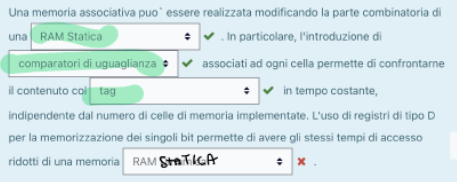 Una memoria associativa puo` essere realizzata modificando la parte combinatoria di
una RAM Statica ✔ . In particolare, l'introduzione di
comparatori di uguaglianza ✔ associati ad ogni cella permette di confrontarne
il contenuto col tag ✔ in tempo costante,
indipendente dal numero di celle di memoria implementate. L'uso di registri di tipo D
per la memorizzazione dei singoli bit permette di avere gli stessi tempi di accesso
ridotti di una memoria RAM STATICA ✖ .